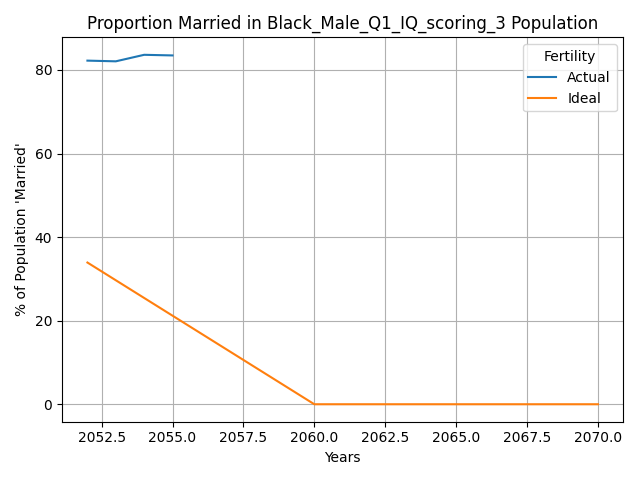 Proportion Married in Black_Male_Q1_IQ_scoring_3 Population
Fertility
Actual
Ideal
% of Population 'Married'
80
60
40
20
0
2052.5 2055.0 2057.5 2060.0 2062.5 2065.0 2067.5 2070.0
Years